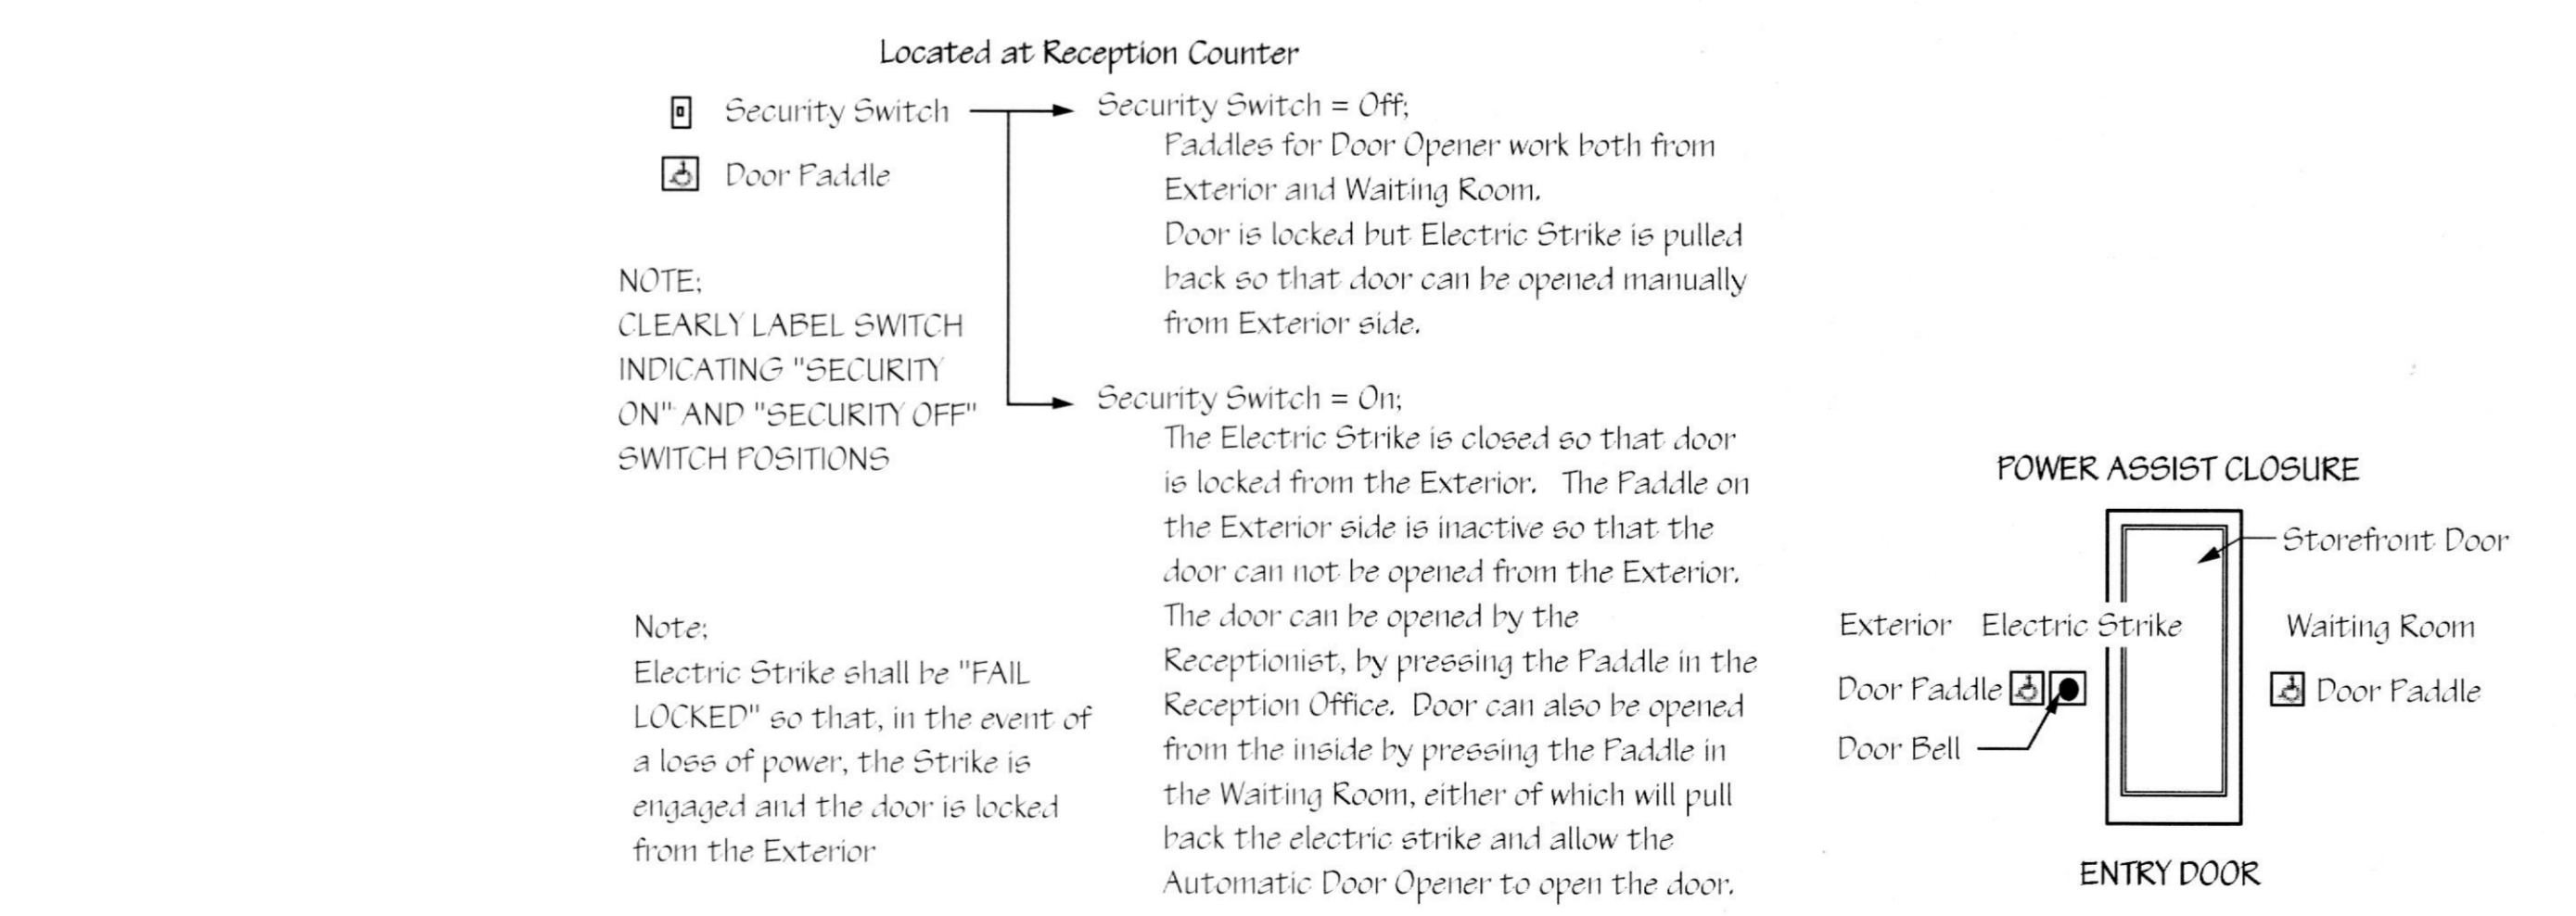 Located at Reception Counter
Security Switch
Door Paddle
NOTE;
CLEARLY LABEL SWITCH
INDICATING "SECURITY
ON" AND "SECURITY OFF"
SWITCH POSITIONS
Note;
Electric Strike shall be "FAIL
LOCKED" so that, in the event of
a loss of power, the Strike is
engaged and the door is locked
from the Exterior
Security Switch = Off;
Paddles for Door Opener work both from
Exterior and Waiting Room.
Door is locked but Electric Strike is pulled
back so that door can be opened manually
from Exterior side.
Security Switch = On;
The Electric Strike is closed so that door
is locked from the Exterior. The Paddle on
the Exterior side is inactive so that the
door can not be opened from the Exterior.
The door can be opened by the
Receptionist, by pressing the Paddle in the
Reception Office. Door can also be opened
from the inside by pressing the Paddle in
the Waiting Room, either of which will pull
back the electric strike and allow the
Automatic Door Opener to open the door.
POWER ASSIST CLOSURE
Storefront Door
Exterior Electric Strike Waiting Room
Door Paddle Door Paddle
Door Bell
ENTRY DOOR